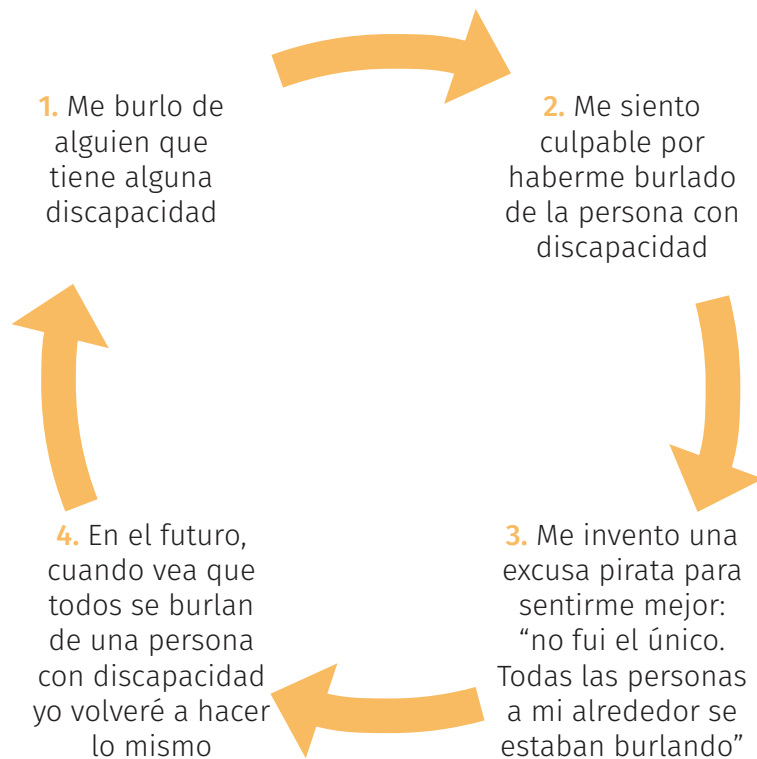 1. Me burlo de
alguien que
tiene alguna
discapacidad
2. Me siento
culpable por
haberme burlado
de la persona con
discapacidad
3. Me invento una
excusa pirata para
sentirme mejor:
“no fui el único.
Todas las personas
a mi alrededor se
estaban burlando”
4. En el futuro,
cuando vea que
todos se burlan
de una persona
con discapacidad
yo volveré a hacer
lo mismo